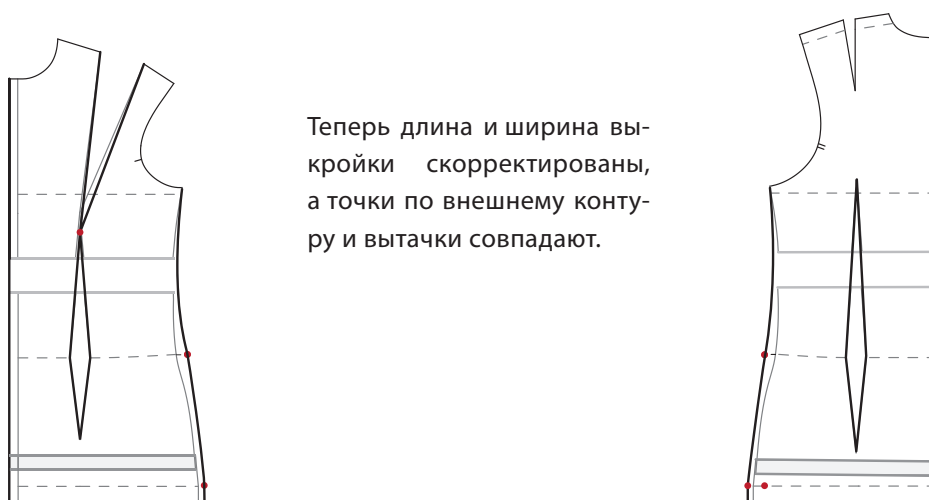 Теперь длина и ширина вы-
кройки скорректированы,
а точки по внешнему конту-
ру и вытачки совпадают.